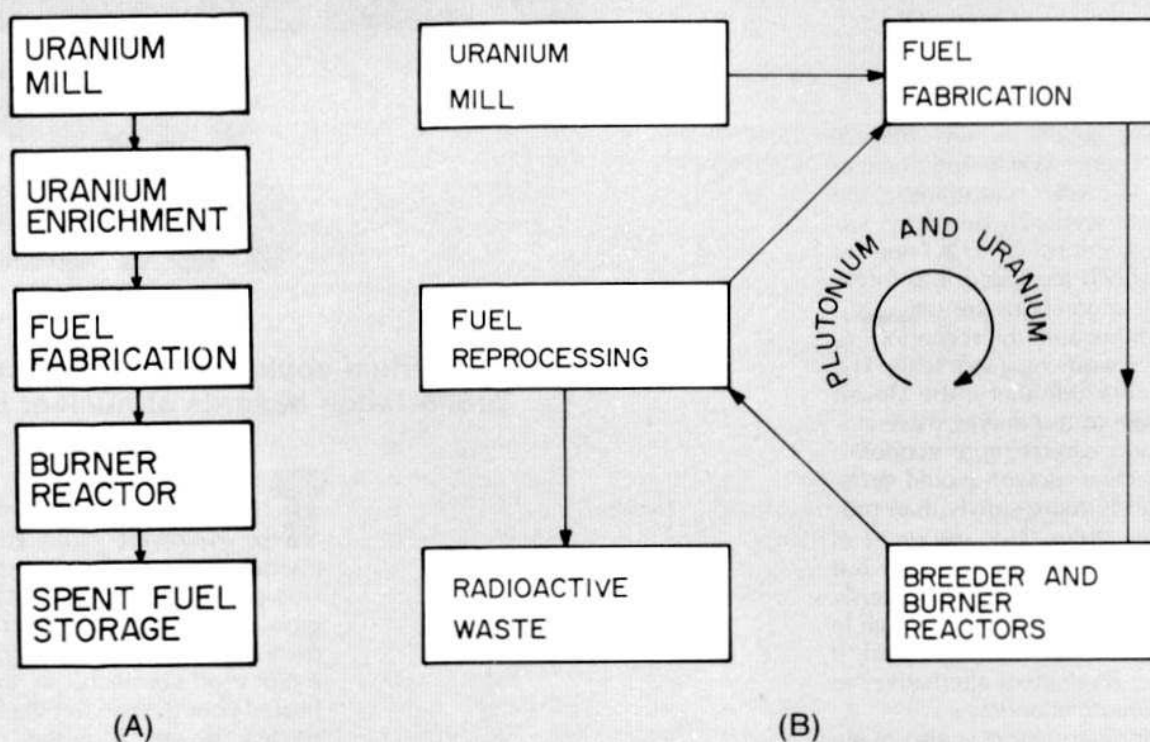 URANIUM
MILL
URANIUM
ENRICHMENT
FUEL
FABRICATION
BURNER
REACTOR
SPENT FUEL
STORAGE
(A)
URANIUM
MILL
FUEL
FABRICATION
PLUTONIUM AND URANIUM
FUEL
REPROCESSING
RADIOACTIVE
WASTE
BREEDER AND
BURNER
REACTORS
(B)